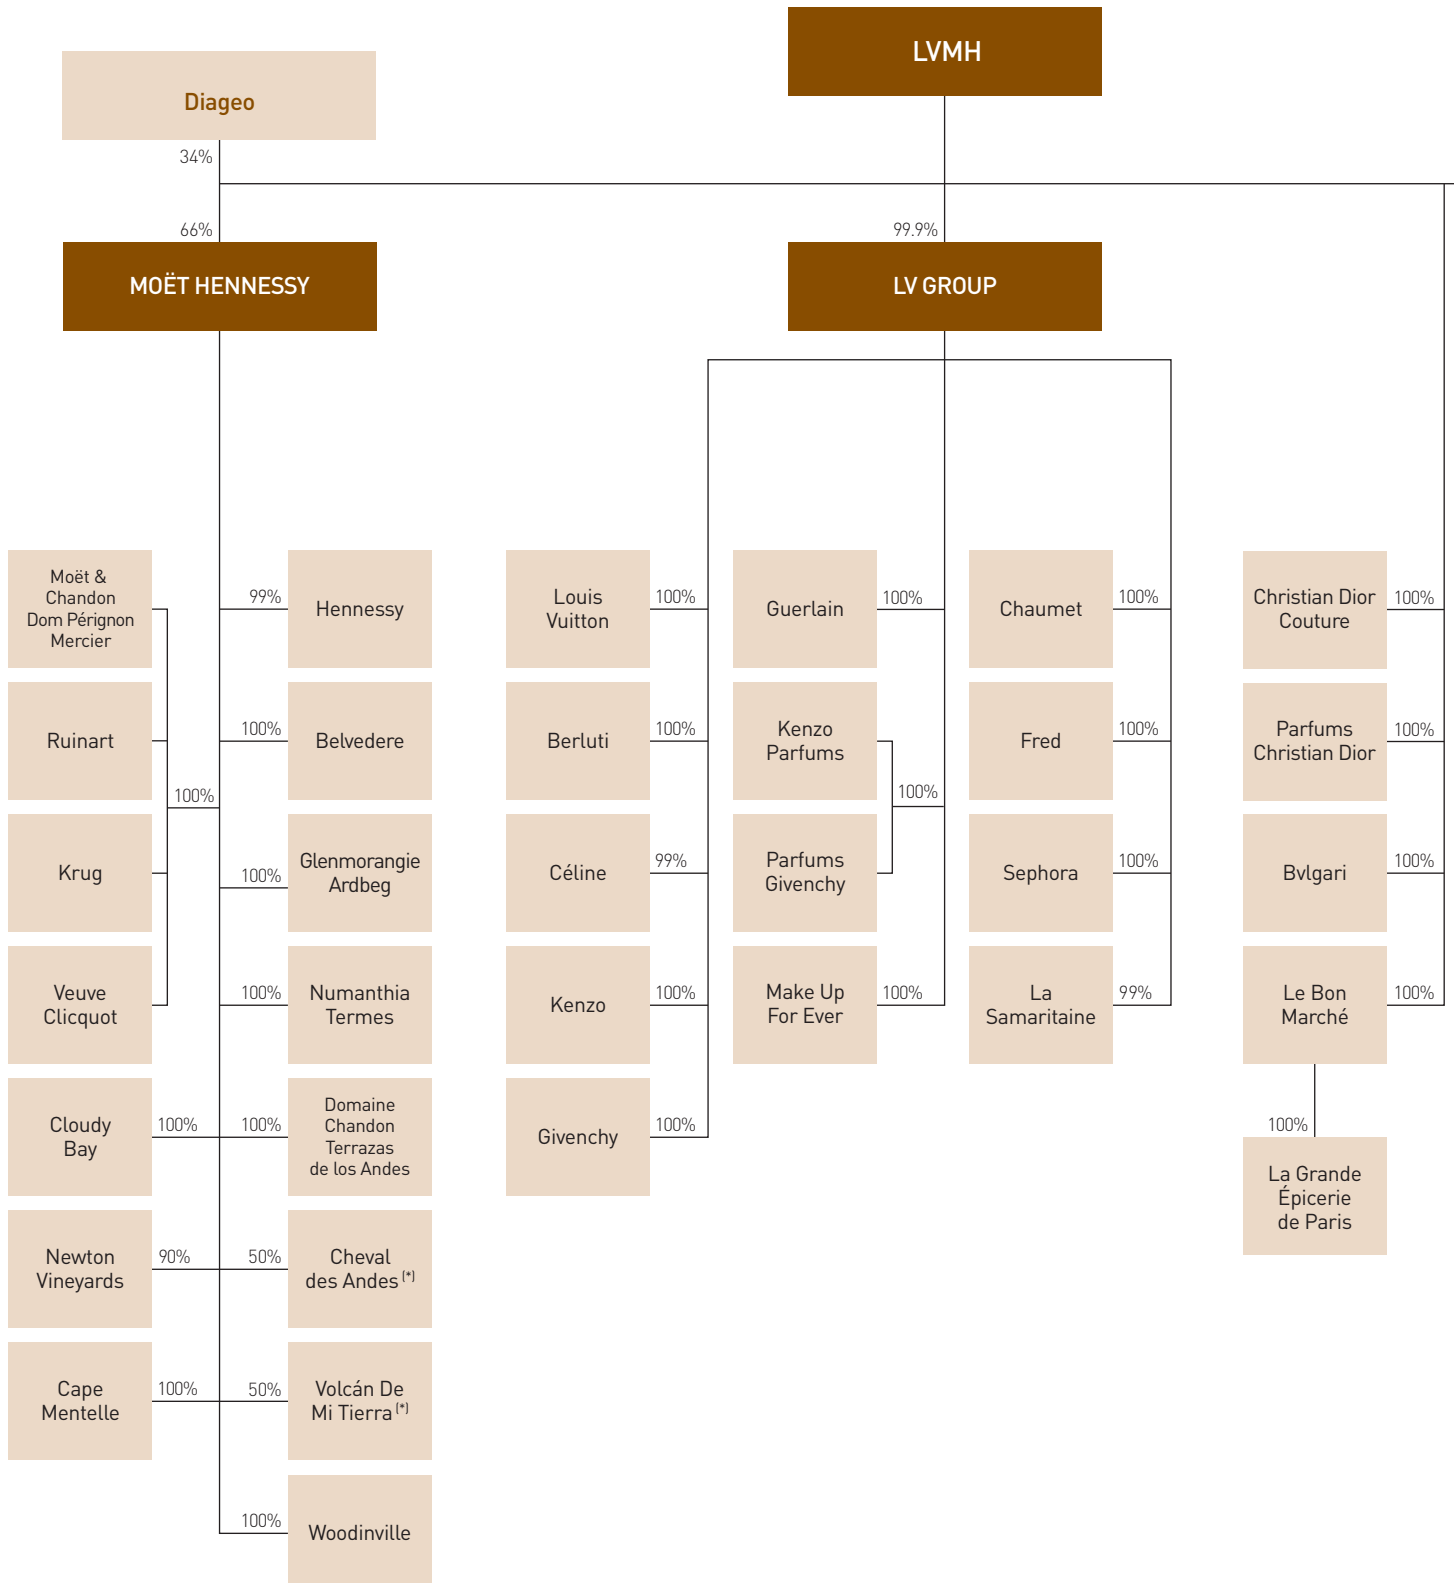 LVMH
Diageo
34%
66%
99.9%
MOËT HENNESSY
LV GROUP
Moët &
Chandon
Dom Pérignon
Mercier
99%
Hennessy
Louis
Vuitton
100%
Guerlain
100%
Chaumet
100%
Christian Dior
Couture
100%
Ruinart
100%
Belvedere
Berluti
100%
Kenzo
Parfums
Fred
100%
Parfums
Christian Dior
100%
100%
100%
Krug
100%
Glenmorangie
Ardbeg
Céline
99%
Parfums
Givenchy
Sephora
100%
Bvlgari
100%
Veuve
Clicquot
100%
Numanthia
Termes
Kenzo
100%
Make Up
For Ever
100%
La
Samaritaine
99%
Le Bon
Marché
100%
Cloudy
Bay
100%
100%
Domaine
Chandon
Terrazas
de los Andes
Givenchy
100%
100%
La Grande
Épicerie
de Paris
Newton
Vineyards
90%
50%
Cheval
des Andes (*)
Cape
Mentelle
100%
50%
Volcán De
Mi Tierra (*)
100%
Woodinville